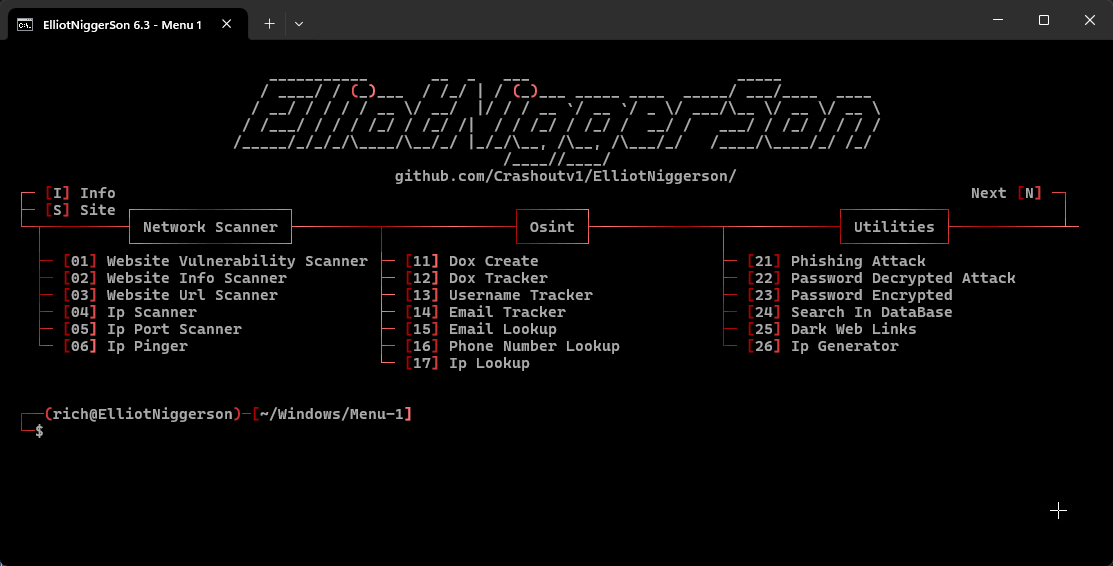 ElliotNiggerSon 6.3 - Menu 1
ElliotNiggerSon
github.com/Crashoutv1/ElliotNiggerson/
[I] Info
Next [N]
[S] Site
Network Scanner
Osint
Utilities
[01] Website Vulnerability Scanner
[11] Dox Create
[21] Phishing Attack
[02] Website Info Scanner
[12] Dox Tracker
[22] Password Decrypted Attack
[03] Website Url Scanner
[13] Username Tracker
[23] Password Encrypted
[04] Ip Scanner
[14] Email Tracker
[24] Search In DataBase
[05] Ip Port Scanner
[15] Email Lookup
[25] Dark Web Links
[06] Ip Pinger
[16] Phone Number Lookup
[26] Ip Generator
[17] Ip Lookup
(rich@ElliotNiggerson)-[~/Windows/Menu-1]
$